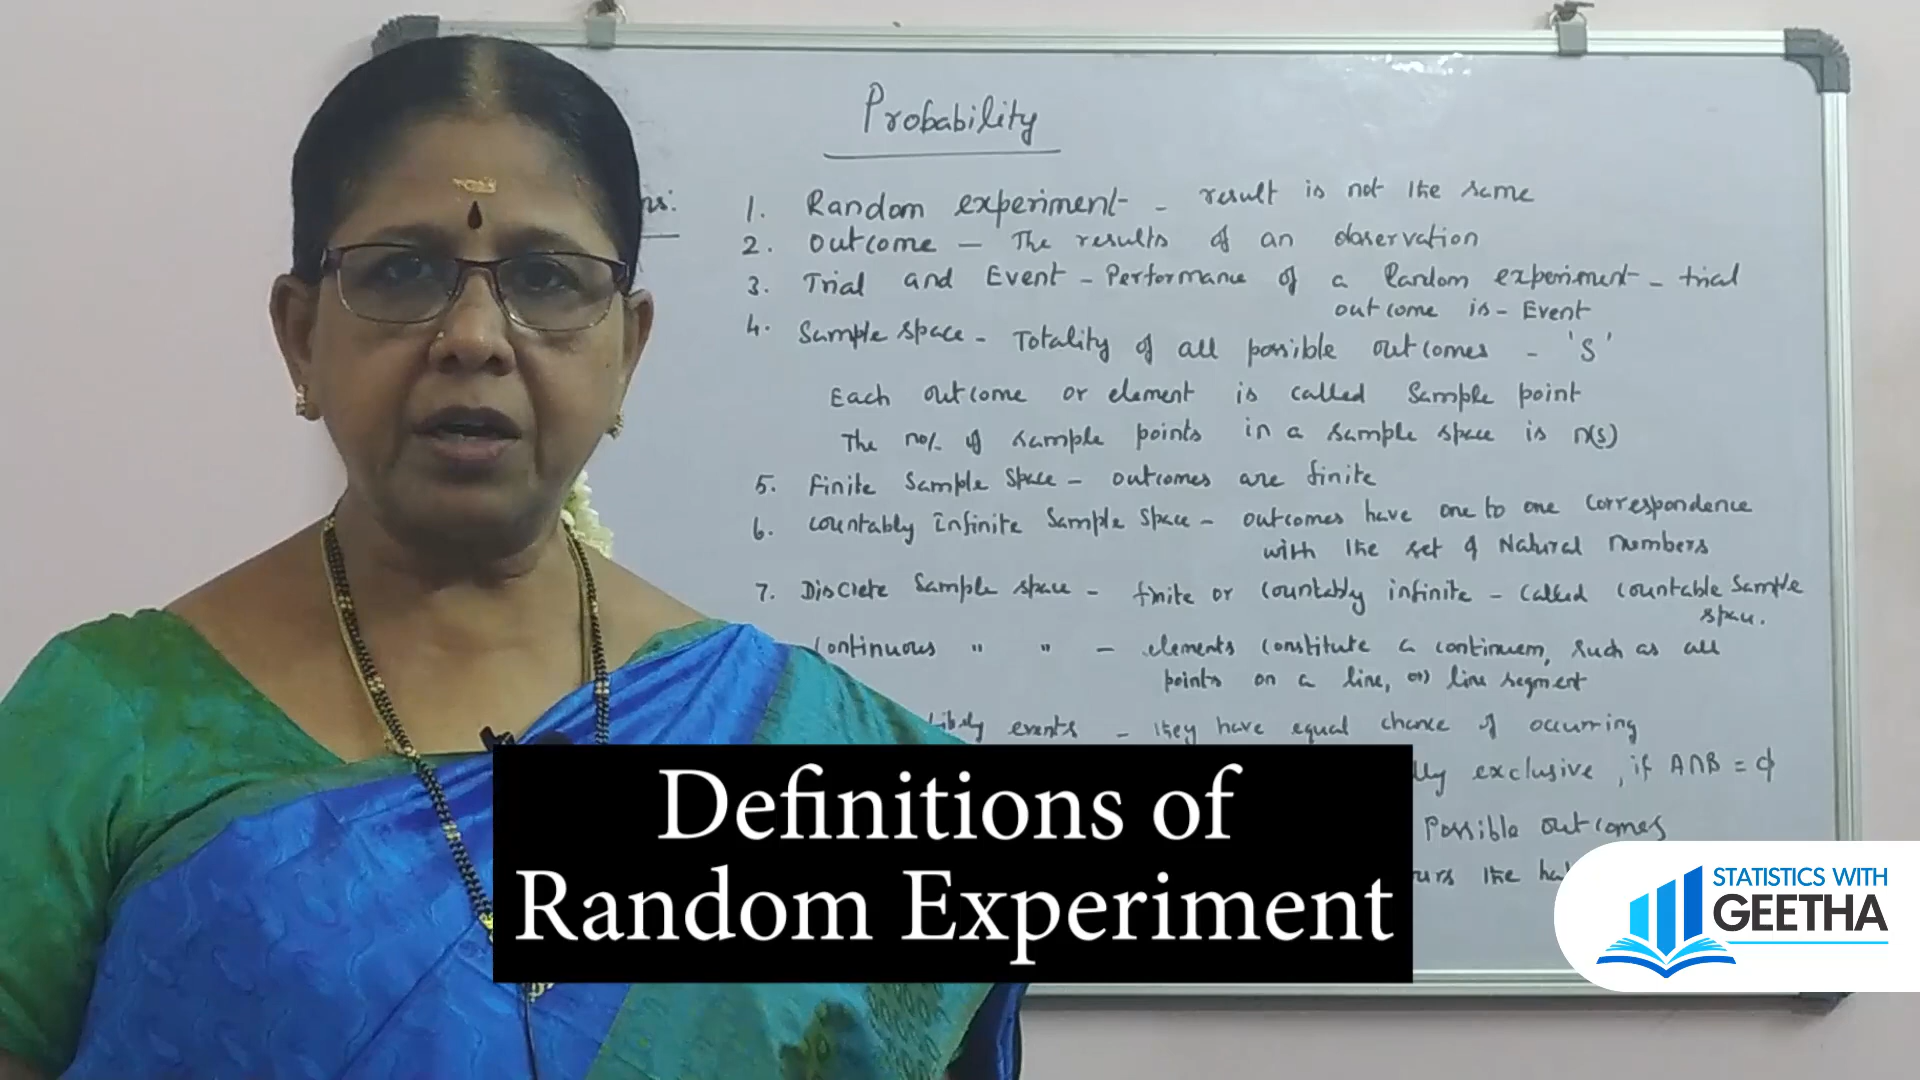 Probability
ns:
1. Random experiment - result is not the same
2. Outcome - The results of an observation
3. Trial and Event - Performance of a Random experiment - trial
outcome is - Event
4. Sample space - Totality of all possible outcomes - 'S'
Each outcome or element is called Sample point
The no/. of sample points in a sample space is n(s)
5. Finite Sample Space - outcomes are finite
6. Countably Infinite Sample Space - outcomes have one to one correspondence
with the set of Natural numbers
7. Discrete Sample space - finite or countably infinite - called countable Sample
space.
Continuous " " - elements constitute a continuem, such as all
points on a line, (or) line segment
likely events - they have equal chance of occurring
lly exclusive, if A∩B = ϕ
Possible outcomes
urs the ha
Definitions of
Random Experiment
STATISTICS WITH
GEETHA